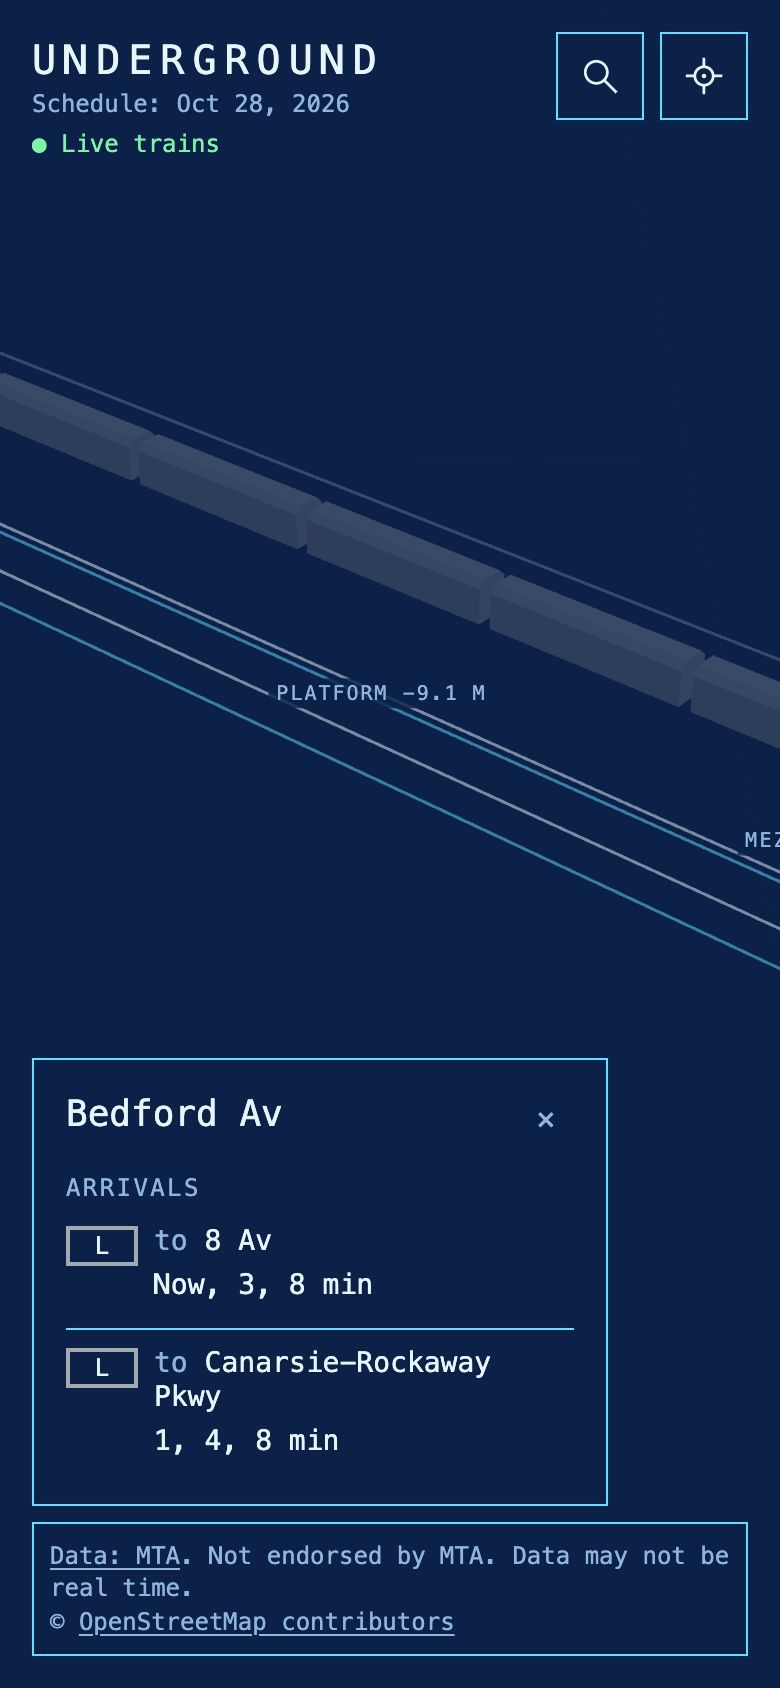 UNDERGROUND
Schedule: Oct 28, 2026
Live trains
PLATFORM −9.1 M
MEZ
Bedford Av
×
ARRIVALS
L to 8 Av
Now, 3, 8 min
L to Canarsie–Rockaway
Pkwy
1, 4, 8 min
Data: MTA. Not endorsed by MTA. Data may not be
real time.
© OpenStreetMap contributors